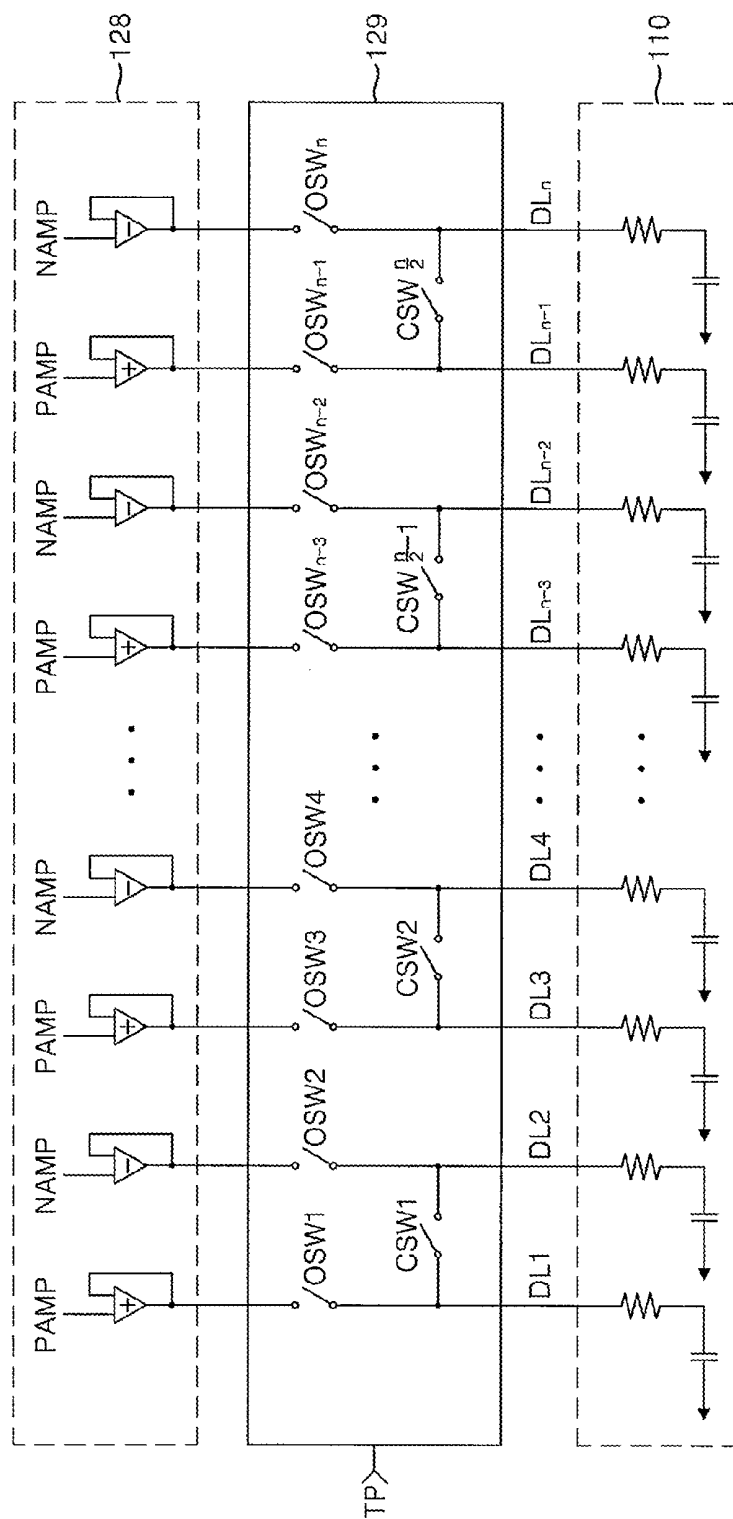 PAMP NAMP PAMP NAMP PAMP NAMP PAMP NAMP
128
OSW1 OSW2 OSW3 OSW4 OSWn-3 OSWn-2 OSWn-1 OSWn
TP
129
CSW1 CSW2 CSW n/2-1 CSW n/2
DL1 DL2 DL3 DL4 DLn-3 DLn-2 DLn-1 DLn
110